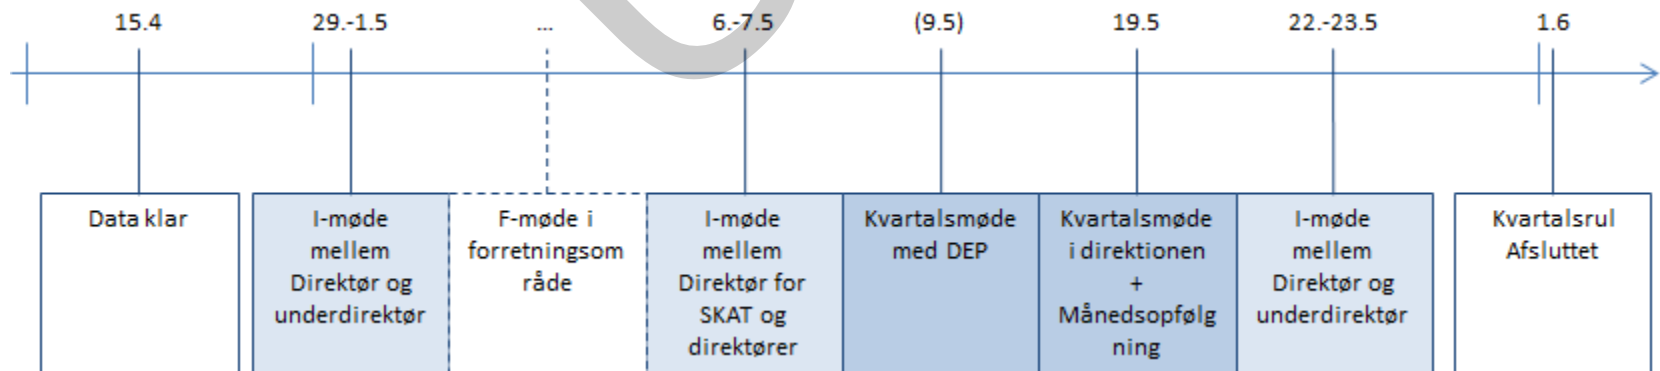 15.4
29.-1.5
...
6.-7.5
(9.5)
19.5
22.-23.5
1.6
Data klar
I-møde
mellem
Direktør og
underdirektør
F-møde i
forretningsom
råde
I-møde
mellem
Direktør for
SKAT og
direktører
Kvartalsmøde
med DEP
Kvartalsmøde
i direktionen
+
Månedsopfølg
ning
I-møde
mellem
Direktør og
underdirektør
Kvartalsrul
Afsluttet